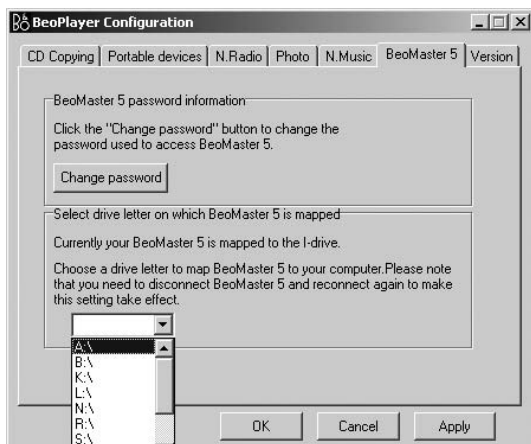 BeoPlayer Configuration
CD Copying Portable devices N.Radio Photo N.Music BeoMaster 5 Version
BeoMaster 5 password information
Click the "Change password" button to change the
password used to access BeoMaster 5.
Change password
Select drive letter on which BeoMaster 5 is mapped
Currently your BeoMaster 5 is mapped to the I-drive.
Choose a drive letter to map BeoMaster 5 to your computer.Please note
that you need to disconnect BeoMaster 5 and reconnect again to make
this setting take effect.
A:\
B:\
K:\
L:\
N:\
R:\
S:\
OK Cancel Apply